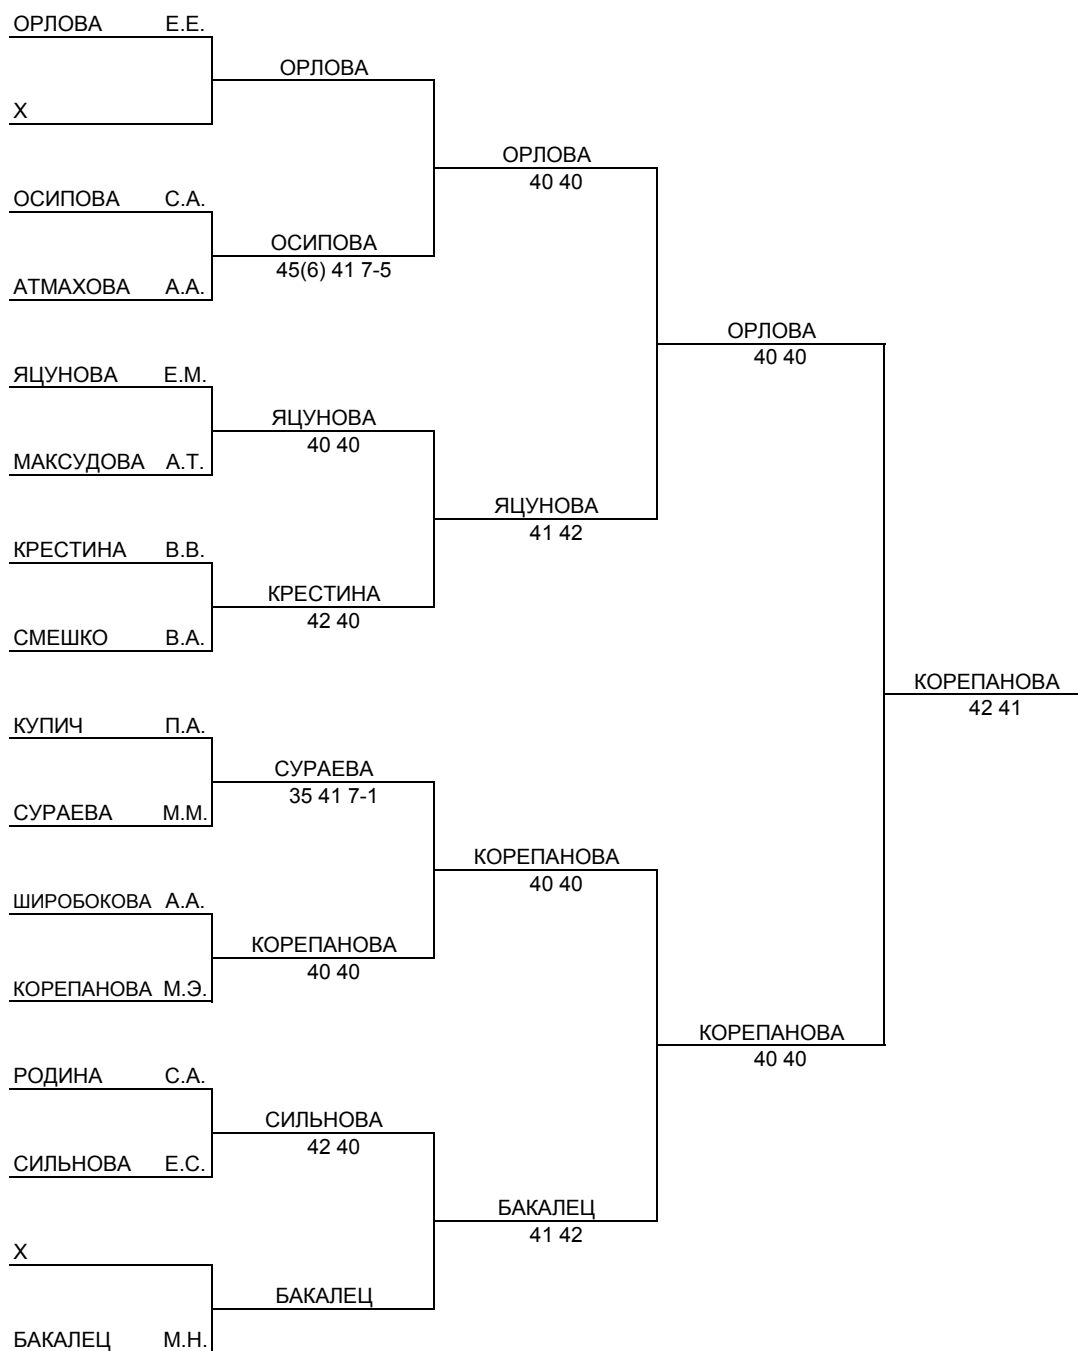 ОРЛОВА Е.Е.
ОРЛОВА
X
ОРЛОВА
40 40
ОСИПОВА С.А.
ОСИПОВА
45(6) 41 7-5
АТМАХОВА А.А.
ОРЛОВА
40 40
ЯЦУНОВА Е.М.
ЯЦУНОВА
40 40
МАКСУДОВА А.Т.
ЯЦУНОВА
41 42
КРЕСТИНА В.В.
КРЕСТИНА
42 40
СМЕШКО В.А.
КОРЕПАНОВА
42 41
КУПИЧ П.А.
СУРАЕВА
35 41 7-1
СУРАЕВА М.М.
КОРЕПАНОВА
40 40
ШИРОБОКОВА А.А.
КОРЕПАНОВА
40 40
КОРЕПАНОВА М.Э.
КОРЕПАНОВА
40 40
РОДИНА С.А.
СИЛЬНОВА
42 40
СИЛЬНОВА Е.С.
БАКАЛЕЦ
41 42
X
БАКАЛЕЦ
БАКАЛЕЦ М.Н.